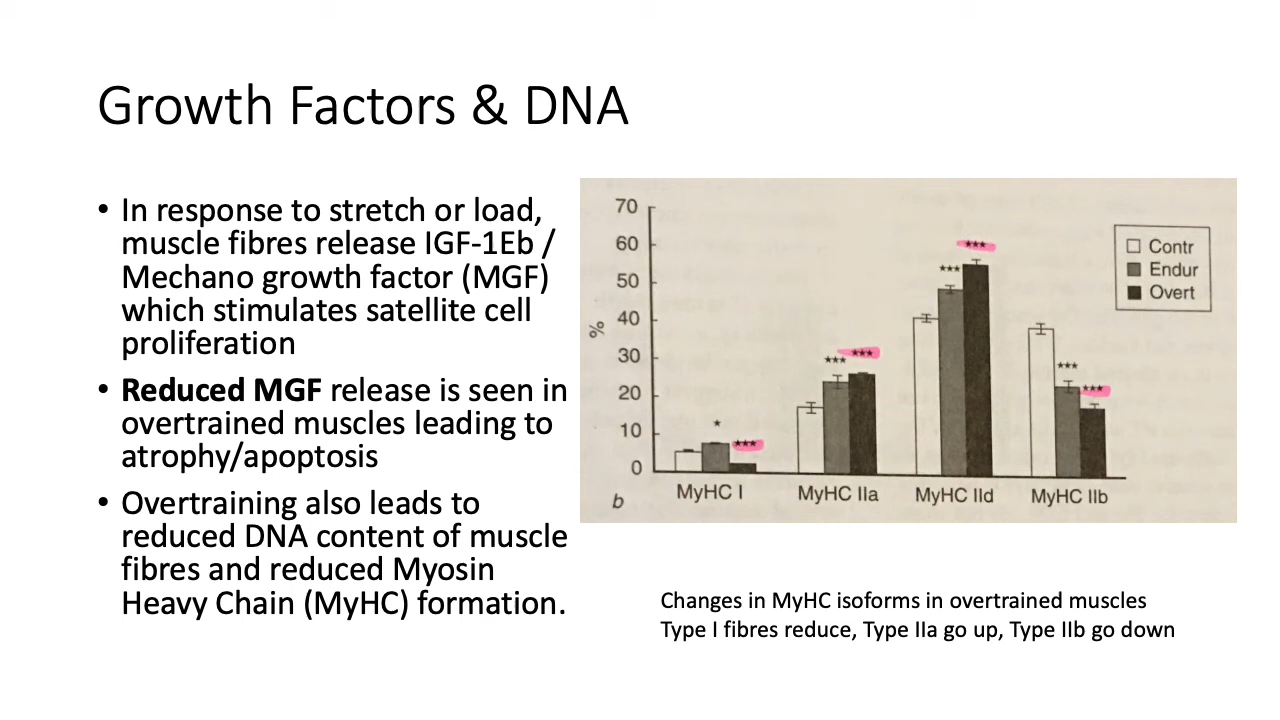 Growth Factors & DNA
• In response to stretch or load,
muscle fibres release IGF-1Eb /
Mechano growth factor (MGF)
which stimulates satellite cell
proliferation
• Reduced MGF release is seen in
overtrained muscles leading to
atrophy/apoptosis
• Overtraining also leads to
reduced DNA content of muscle
fibres and reduced Myosin
Heavy Chain (MyHC) formation.
70
60
50
40
30
20
10
0
%
*
***
***
***
***
***
***
***
MyHC I
MyHC IIa
MyHC IId
MyHC IIb
b
Contr
Endur
Overt
Changes in MyHC isoforms in overtrained muscles
Type I fibres reduce, Type IIa go up, Type IIb go down